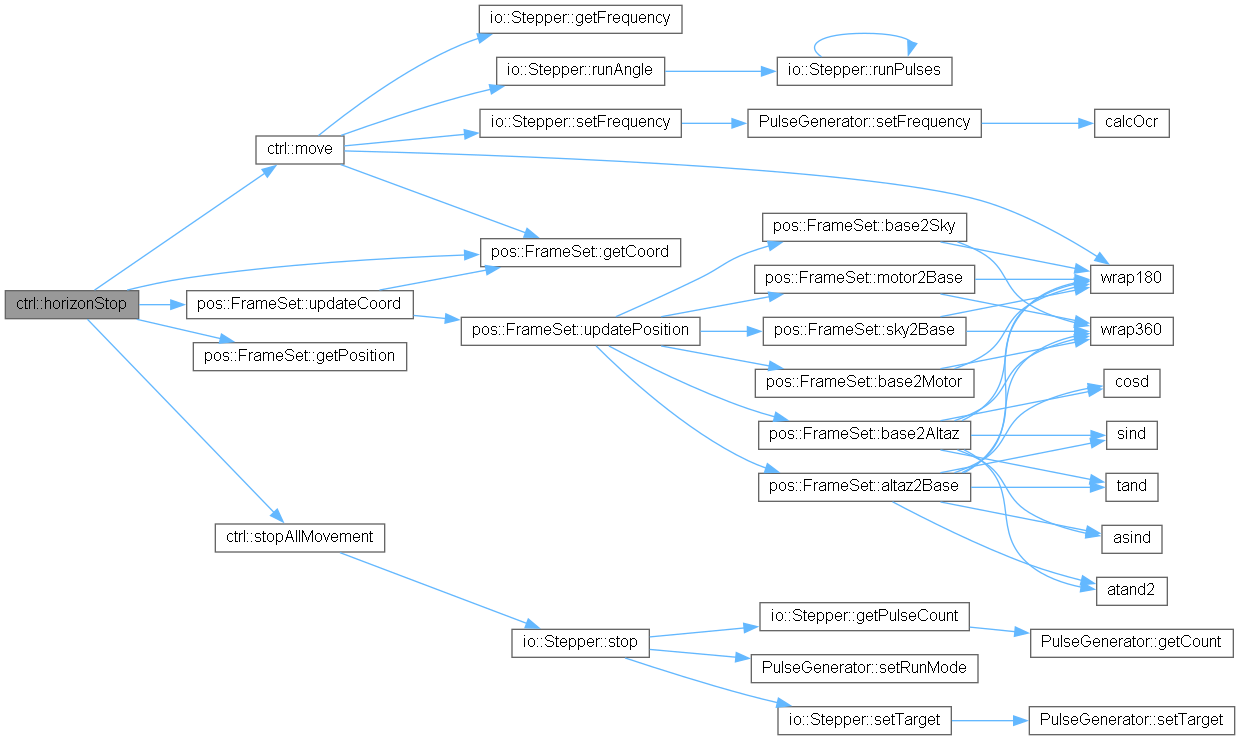 io::Stepper::getFrequency
io::Stepper::runAngle
io::Stepper::runPulses
io::Stepper::setFrequency
PulseGenerator::setFrequency
calcOcr
ctrl::move
pos::FrameSet::base2Sky
pos::FrameSet::getCoord
pos::FrameSet::motor2Base
wrap180
ctrl::horizonStop
pos::FrameSet::updateCoord
pos::FrameSet::updatePosition
pos::FrameSet::sky2Base
wrap360
pos::FrameSet::getPosition
pos::FrameSet::base2Motor
cosd
pos::FrameSet::base2Altaz
sind
pos::FrameSet::altaz2Base
tand
ctrl::stopAllMovement
asind
atand2
io::Stepper::getPulseCount
io::Stepper::stop
PulseGenerator::getCount
PulseGenerator::setRunMode
io::Stepper::setTarget
PulseGenerator::setTarget